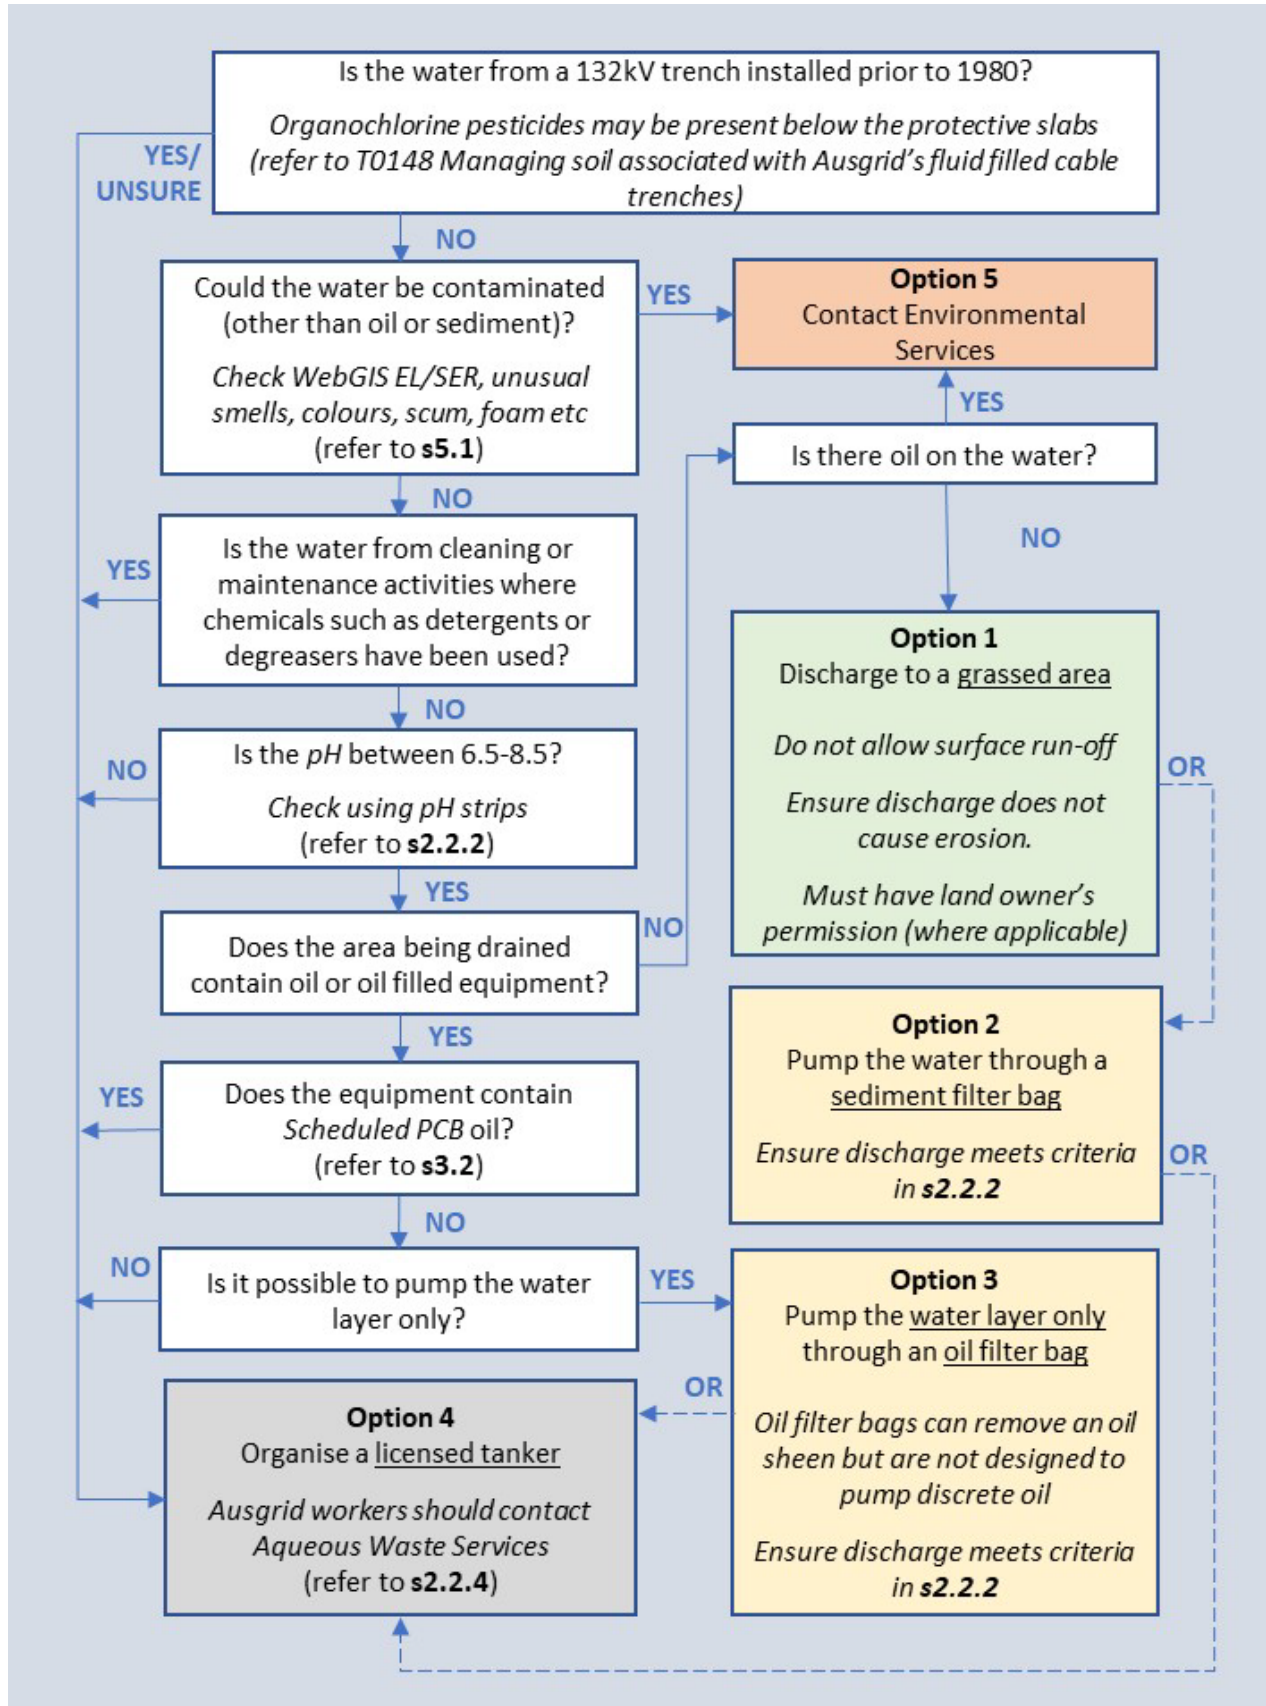 Is the water from a 132kV trench installed prior to 1980?
Organochlorine pesticides may be present below the protective slabs
(refer to T0148 Managing soil associated with Ausgrid's fluid filled cable
trenches)
YES/
UNSURE
NO
Could the water be contaminated
(other than oil or sediment)?
Check WebGIS EL/SER, unusual
smells, colours, scum, foam etc
(refer to s5.1)
YES
Option 5
Contact Environmental
Services
YES
Is there oil on the water?
NO
NO
Is the water from cleaning or
maintenance activities where
chemicals such as detergents or
degreasers have been used?
YES
NO
Is the pH between 6.5-8.5?
Check using pH strips
(refer to s2.2.2)
NO
YES
Does the area being drained
contain oil or oil filled equipment?
NO
YES
Does the equipment contain
Scheduled PCB oil?
(refer to s3.2)
YES
NO
Is it possible to pump the water
layer only?
NO
YES
Option 1
Discharge to a grassed area
Do not allow surface run-off
Ensure discharge does not
cause erosion.
Must have land owner's
permission (where applicable)
OR
Option 2
Pump the water through a
sediment filter bag
Ensure discharge meets criteria
in s2.2.2
OR
Option 3
Pump the water layer only
through an oil filter bag
Oil filter bags can remove an oil
sheen but are not designed to
pump discrete oil
Ensure discharge meets criteria
in s2.2.2
OR
Option 4
Organise a licensed tanker
Ausgrid workers should contact
Aqueous Waste Services
(refer to s2.2.4)